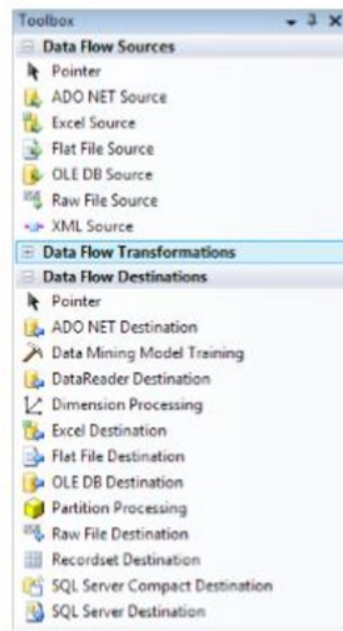 Toolbox
Data Flow Sources
Pointer
ADO NET Source
Excel Source
Flat File Source
OLE DB Source
Raw File Source
XML Source
Data Flow Transformations
Data Flow Destinations
Pointer
ADO NET Destination
Data Mining Model Training
DataReader Destination
Dimension Processing
Excel Destination
Flat File Destination
OLE DB Destination
Partition Processing
Raw File Destination
Recordset Destination
SQL Server Compact Destination
SQL Server Destination